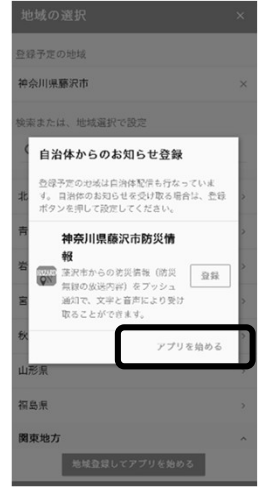 地域の選択 ×
登録予定の地域
神奈川県藤沢市 ×
検索または、地域選択で設定
自治体からのお知らせ登録
登録予定の地域は自治体配信も行なっていま
す。自治体のお知らせを受け取る場合は、登録
ボタンを押して設定してください。
神奈川県藤沢市防災情
報
藤沢市からの防災情報（防災
無線の放送内容）をプッシュ
通知で、文字と音声により受け
取ることができます。
登録
アプリを始める
北
青
岩
宮
秋
山形県
福島県
関東地方
地域登録してアプリを始める